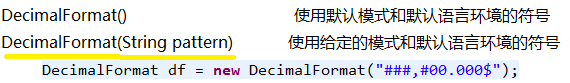 DecimalFormat() 使用默认模式和默认语言环境的符号
DecimalFormat(String pattern) 使用给定的模式和默认语言环境的符号
DecimalFormat df = new DecimalFormat("###,#00.000$");